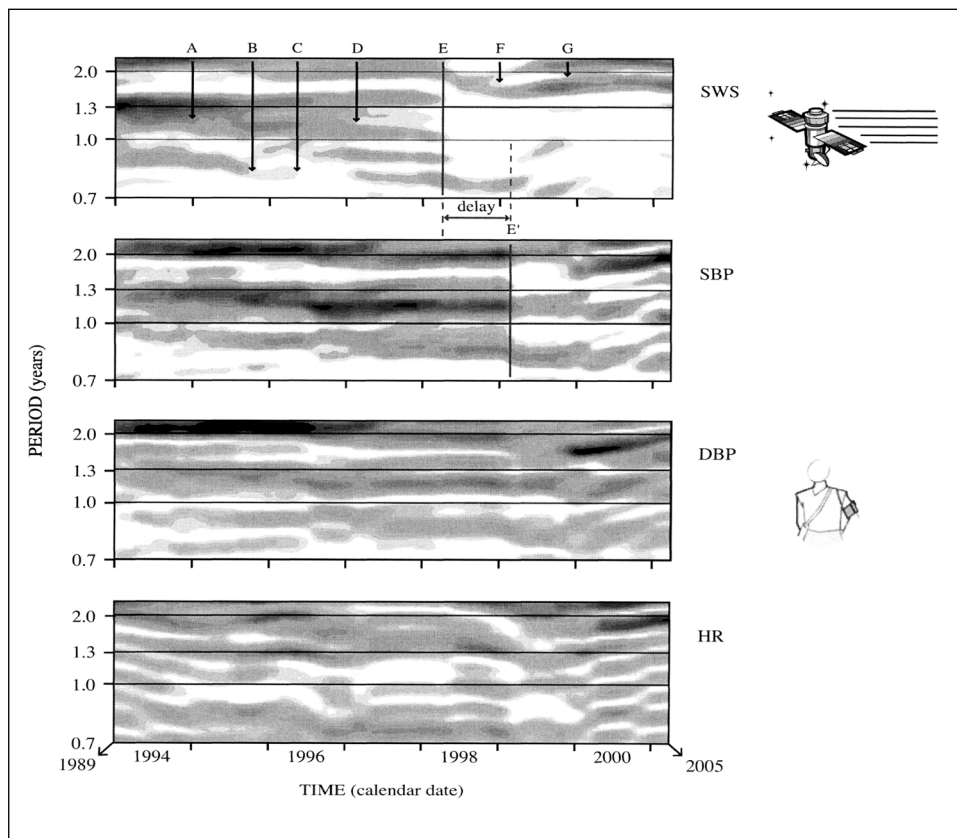 A B C D E F G
2.0
1.3
1.0
0.7
SWS
delay
E'
2.0
1.3
1.0
0.7
SBP
PERIOD (years)
2.0
1.3
1.0
0.7
DBP
2.0
1.3
1.0
0.7
HR
1989 1994 1996 1998 2000 2005
TIME (calendar date)